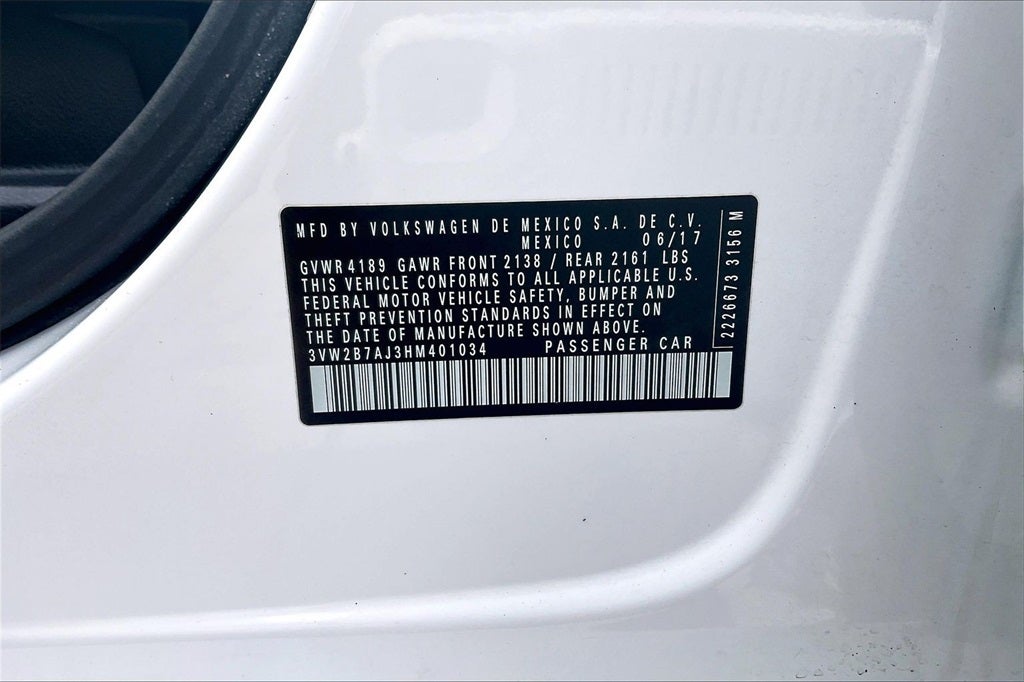 MFD BY VOLKSWAGEN DE MEXICO S.A. DE C.V.
MEXICO 06/17
GVWR 4189 GAWR FRONT 2138 / REAR 2161 LBS
THIS VEHICLE CONFORMS TO ALL APPLICABLE U.S.
FEDERAL MOTOR VEHICLE SAFETY, BUMPER AND
THEFT PREVENTION STANDARDS IN EFFECT ON
THE DATE OF MANUFACTURE SHOWN ABOVE.
3VW2B7AJ3HM401034 PASSENGER CAR
2226673 3156 M